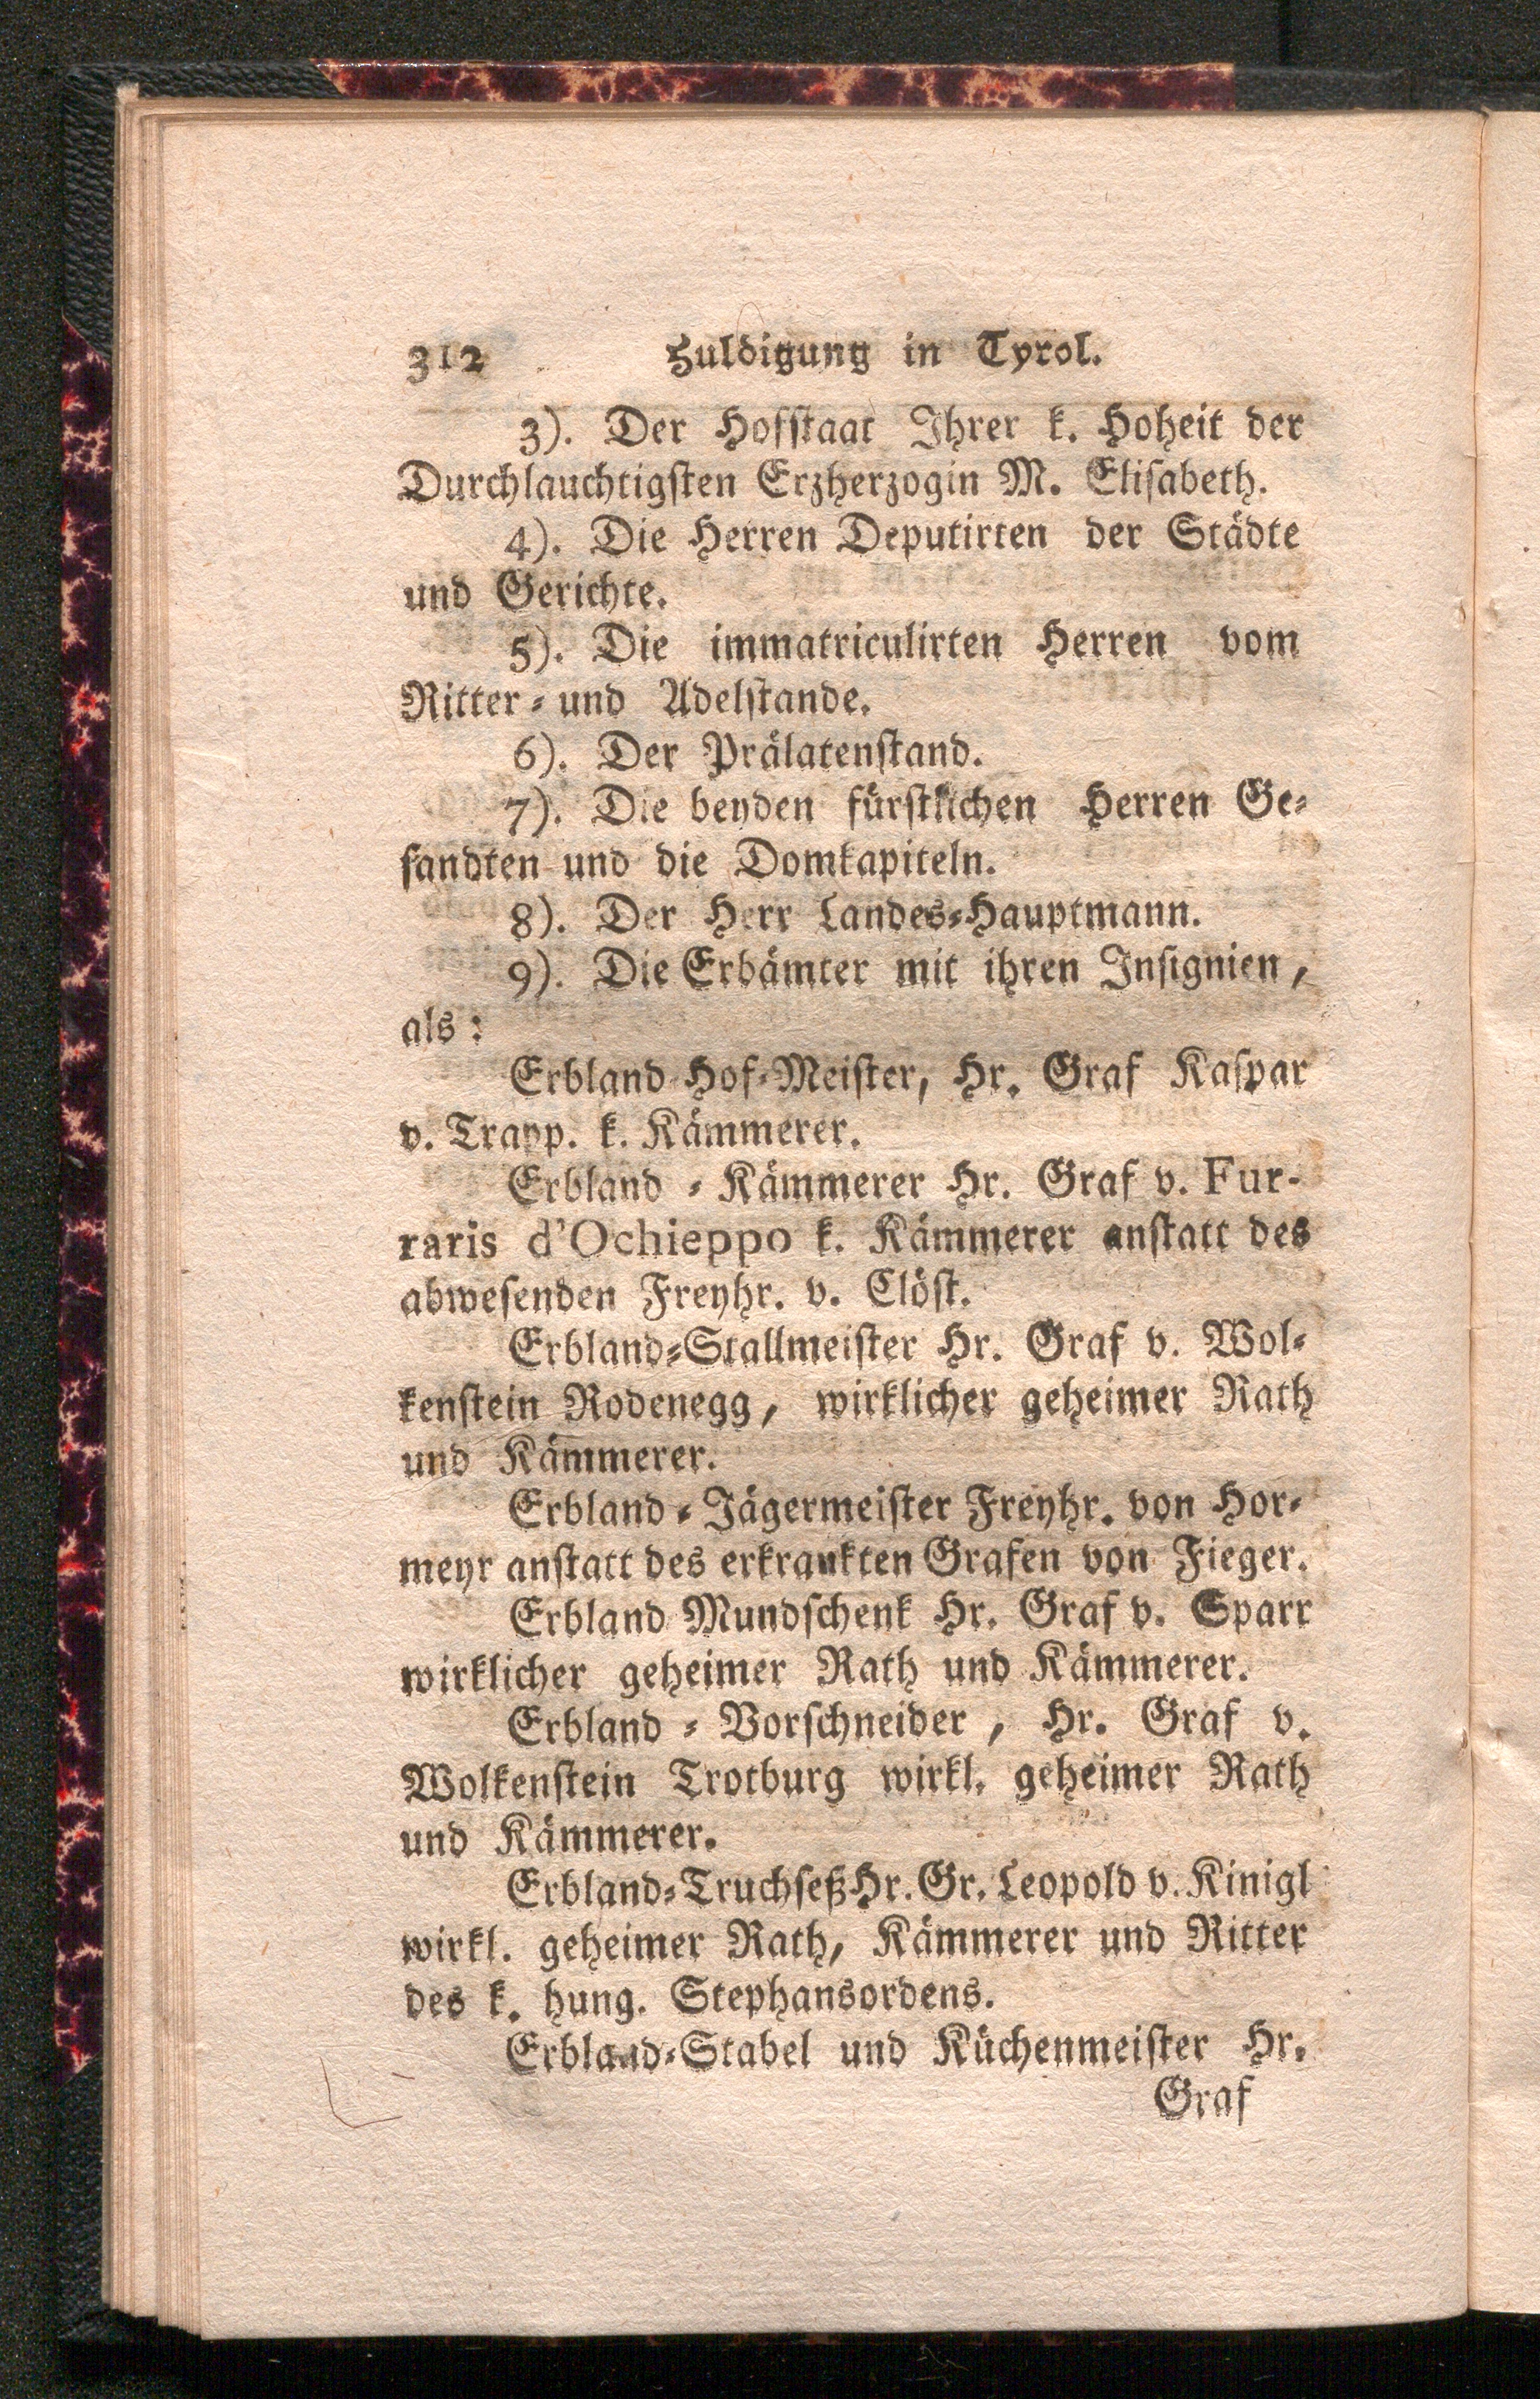 312 Huldigung in Tyrol.
3). Der Hofstaat Ihrer k. Hoheit der
Durchlauchtigsten Erzherzogin M. Elisabeth.
4). Die Herren Deputirten der Städte
und Gerichte.
5). Die immatriculirten Herren vom
Ritter- und Adelstande.
6). Der Prälatenstand.
7). Die beyden fürstlichen Herren Ge-
sandten und die Domkapiteln.
8). Der Herr Landes-Hauptmann.
9). Die Erbämter mit ihren Insignien,
als:
Erbland Hof-Meister, Hr. Graf Kaspar
v. Trapp. k. Kämmerer.
Erbland - Kämmerer Hr. Graf v. Fur-
raris d'Ochieppo k. Kämmerer anstatt des
abwesenden Freyhr. v. Clöst.
Erbland-Stallmeister Hr. Graf v. Wol-
kenstein Rodenegg, wirklicher geheimer Rath
und Kämmerer.
Erbland - Jägermeister Freyhr. von Hor-
meyr anstatt des erkrankten Grafen von Fieger.
Erbland Mundschenk Hr. Graf v. Sparr
wirklicher geheimer Rath und Kämmerer.
Erbland - Vorschneider, Hr. Graf v.
Wolkenstein Trotburg wirkl. geheimer Rath
und Kämmerer.
Erbland-Truchseß Hr. Gr. Leopold v. Kinigl
wirkl. geheimer Rath, Kämmerer und Ritter
des k. hung. Stephansordens.
Erbland-Stabel und Küchenmeister Hr.
Graf